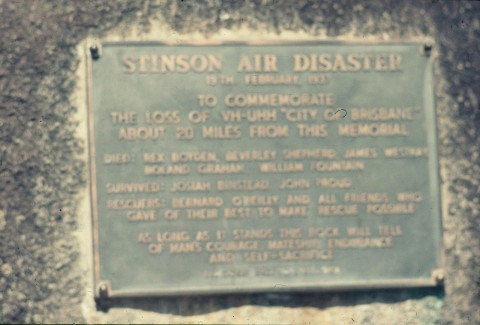 STINSON AIR DISASTER
19TH FEBRUARY, 1937
TO COMMEMORATE
THE LOSS OF VH-UHH "CITY OF BRISBANE"
ABOUT 20 MILES FROM THIS MEMORIAL
DIED: REX BOYDEN, BEVERLEY SHEPHERD, JAMES WESTRAY
ROLAND GRAHAM, WILLIAM FOUNTAIN
SURVIVED: JOSIAH BINSTEAD, JOHN PROUD
RESCUERS: BERNARD O'REILLY AND ALL FRIENDS WHO
GAVE OF THEIR BEST TO MAKE RESCUE POSSIBLE
AS LONG AS IT STANDS THIS ROCK WILL TELL
OF MAN'S COURAGE, MATESHIP, ENDURANCE
AND SELF-SACRIFICE